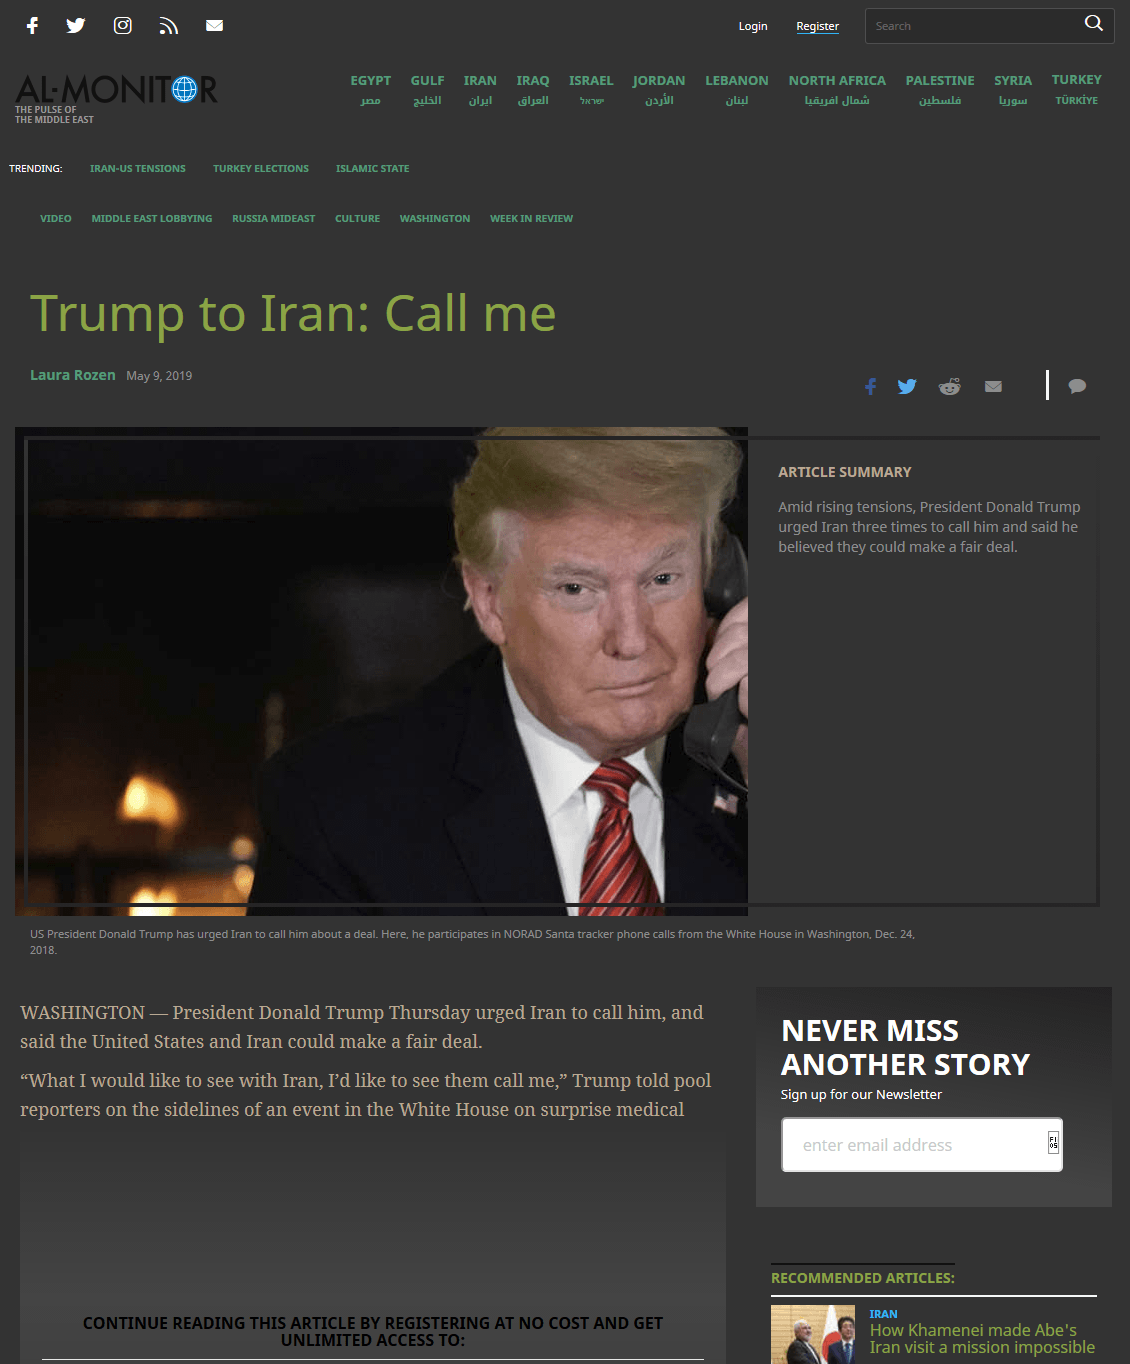 Login Register Search
AL-MONITOR
THE PULSE OF
THE MIDDLE EAST
EGYPT GULF IRAN IRAQ ISRAEL JORDAN LEBANON NORTH AFRICA PALESTINE SYRIA TURKEY
مصر الخليج ايران العراق ישראל الأردن لبنان شمال افريقيا فلسطين سوريا TÜRKİYE
TRENDING: IRAN-US TENSIONS TURKEY ELECTIONS ISLAMIC STATE
VIDEO MIDDLE EAST LOBBYING RUSSIA MIDEAST CULTURE WASHINGTON WEEK IN REVIEW
Trump to Iran: Call me
Laura Rozen May 9, 2019
ARTICLE SUMMARY
Amid rising tensions, President Donald Trump
urged Iran three times to call him and said he
believed they could make a fair deal.
US President Donald Trump has urged Iran to call him about a deal. Here, he participates in NORAD Santa tracker phone calls from the White House in Washington, Dec. 24,
2018.
WASHINGTON — President Donald Trump Thursday urged Iran to call him, and
said the United States and Iran could make a fair deal.
“What I would like to see with Iran, I’d like to see them call me,” Trump told pool
reporters on the sidelines of an event in the White House on surprise medical
CONTINUE READING THIS ARTICLE BY REGISTERING AT NO COST AND GET
UNLIMITED ACCESS TO:
NEVER MISS
ANOTHER STORY
Sign up for our Newsletter
enter email address
RECOMMENDED ARTICLES:
IRAN
How Khamenei made Abe's
Iran visit a mission impossible